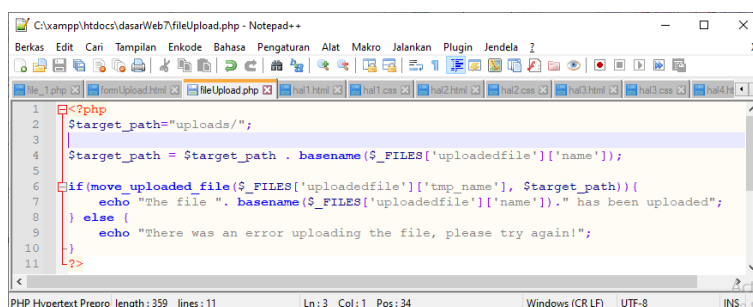 C:\xampp\htdocs\dasarWeb7\fileUpload.php - Notepad++
Berkas Edit Cari Tampilan Enkode Bahasa Pengaturan Alat Makro Jalankan Plugin Jendela ?
file_1.php formUpload.html fileUpload.php hal1.html hal1.css hal2.html hal2.css hal3.html hal3.css hal4.ht
1 <?php
2 $target_path="uploads/";
3
4 $target_path = $target_path . basename($_FILES['uploadedfile']['name']);
5
6 if(move_uploaded_file($_FILES['uploadedfile']['tmp_name'], $target_path)){
7 echo "The file ". basename($_FILES['uploadedfile']['name'])." has been uploaded";
8 } else {
9 echo "There was an error uploading the file, please try again!";
10 }
11 ?>
PHP Hypertext Prepro length : 359 lines : 11 Ln : 3 Col : 1 Pos : 34 Windows (CR LF) UTF-8 INS